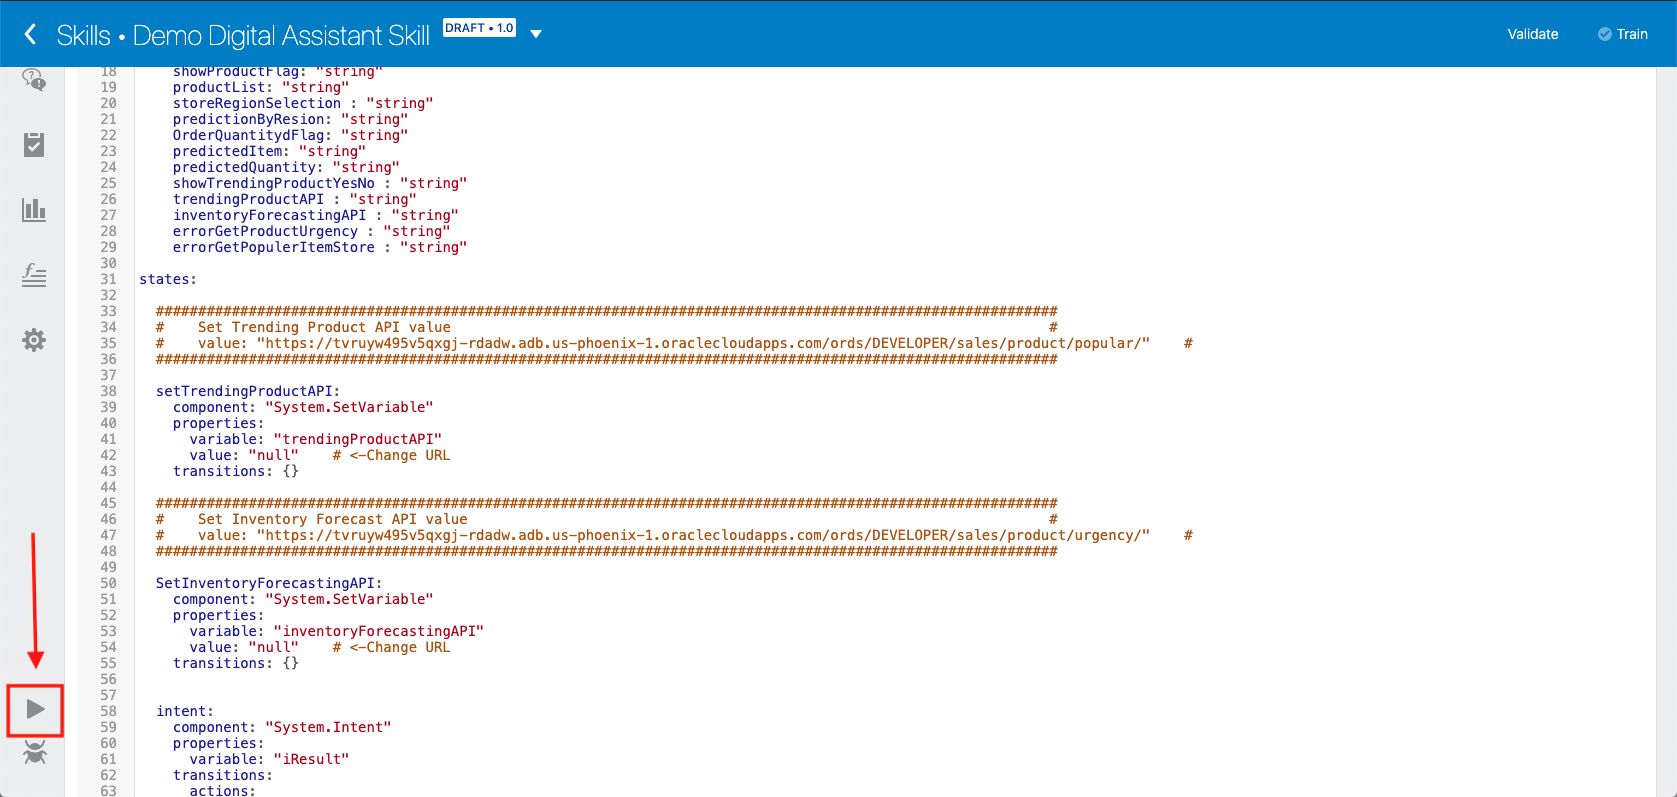 Skills • Demo Digital Assistant Skill DRAFT • 1.0
Validate
Train
18 showProductFlag: "string"
19 productList: "string"
20 storeRegionSelection : "string"
21 predictionByResion: "string"
22 OrderQuantitydFlag: "string"
23 predictedItem: "string"
24 predictedQuantity: "string"
25 showTrendingProductYesNo : "string"
26 trendingProductAPI : "string"
27 inventoryForecastingAPI : "string"
28 errorGetProductUrgency : "string"
29 errorGetPopulerItemStore : "string"
30
31 states:
32
33 ###########################################################################################################
34 # Set Trending Product API value #
35 # value: "https://tvruyw495v5qxgj-rdadw.adb.us-phoenix-1.oraclecloudapps.com/ords/DEVELOPER/sales/product/popular/" #
36 ###########################################################################################################
37
38 setTrendingProductAPI:
39 component: "System.SetVariable"
40 properties:
41 variable: "trendingProductAPI"
42 value: "null" # <-Change URL
43 transitions: {}
44
45 ###########################################################################################################
46 # Set Inventory Forecast API value #
47 # value: "https://tvruyw495v5qxgj-rdadw.adb.us-phoenix-1.oraclecloudapps.com/ords/DEVELOPER/sales/product/urgency/" #
48 ###########################################################################################################
49
50 SetInventoryForecastingAPI:
51 component: "System.SetVariable"
52 properties:
53 variable: "inventoryForecastingAPI"
54 value: "null" # <-Change URL
55 transitions: {}
56
57
58 intent:
59 component: "System.Intent"
60 properties:
61 variable: "iResult"
62 transitions:
63 actions: